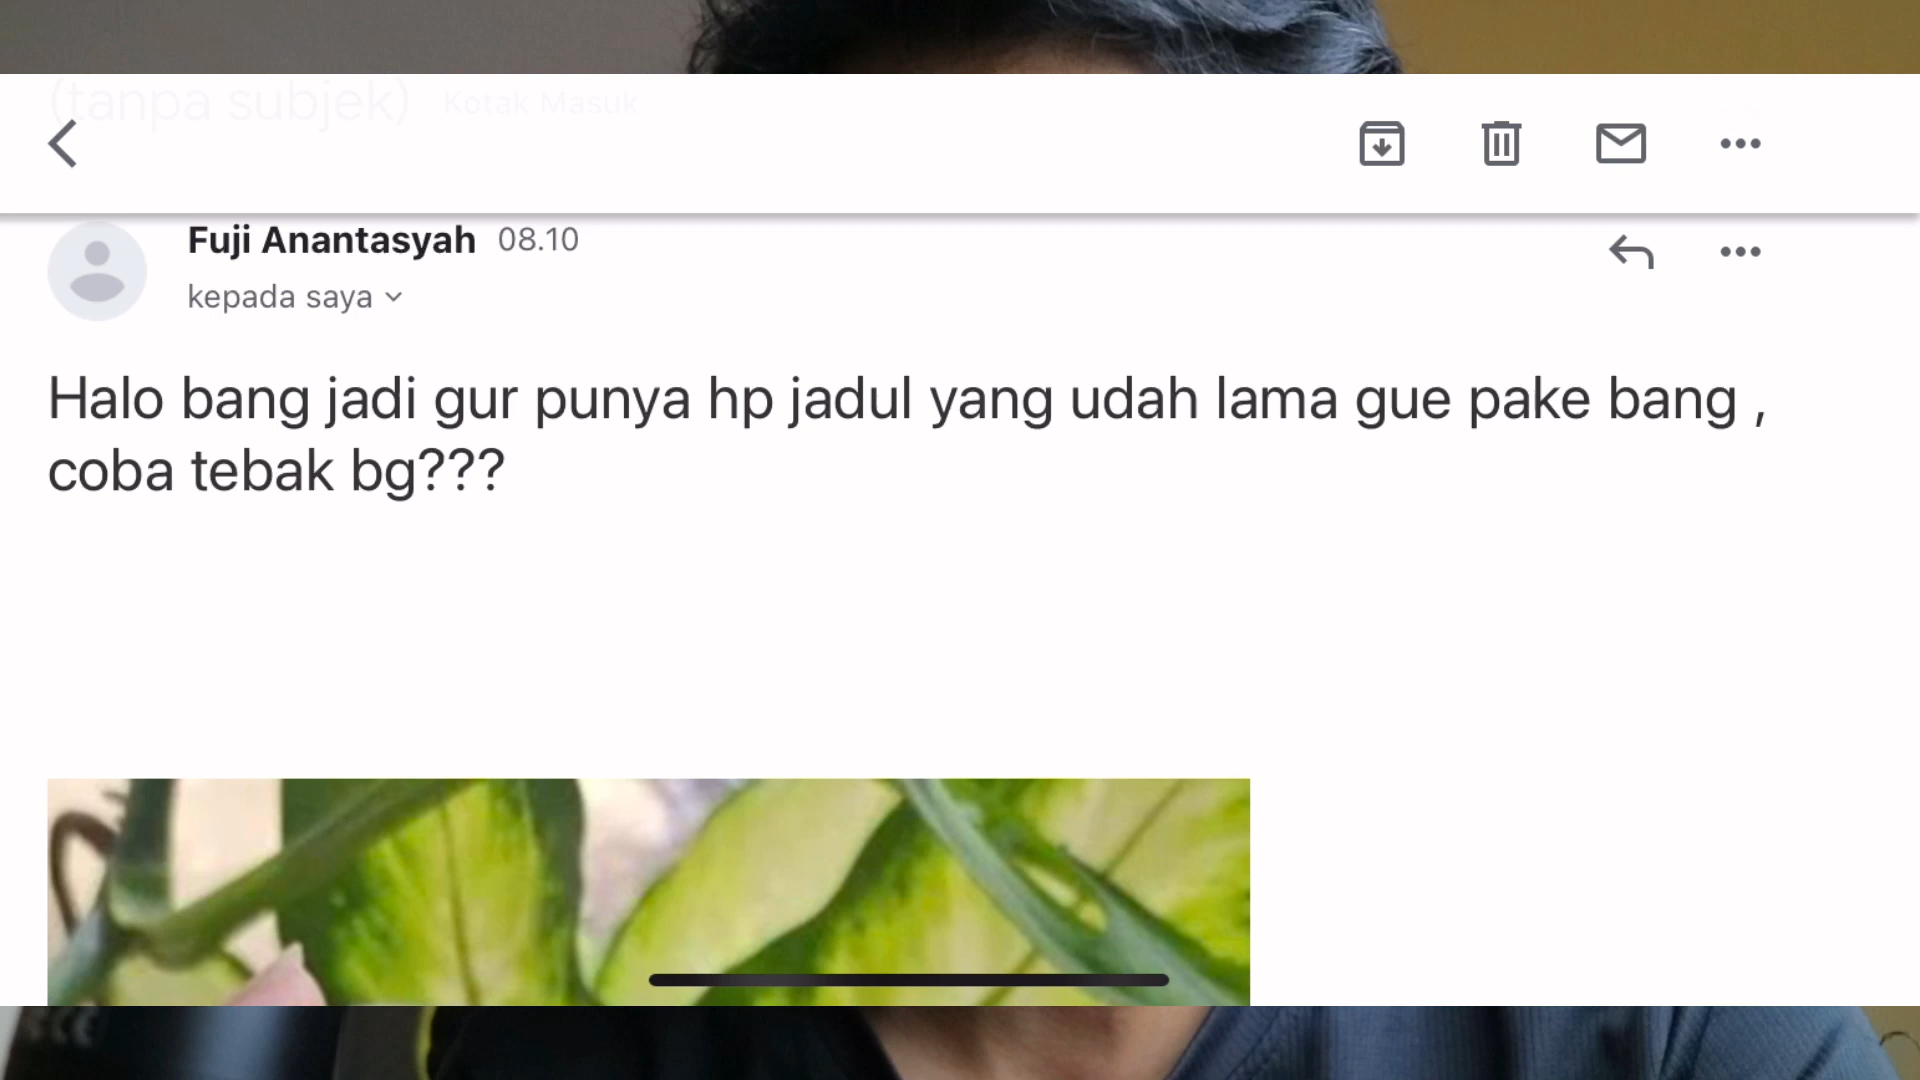 (tanpa subjek) Kotak Masuk
Fuji Anantasyah 08.10
kepada saya
Halo bang jadi gur punya hp jadul yang udah lama gue pake bang ,
coba tebak bg???